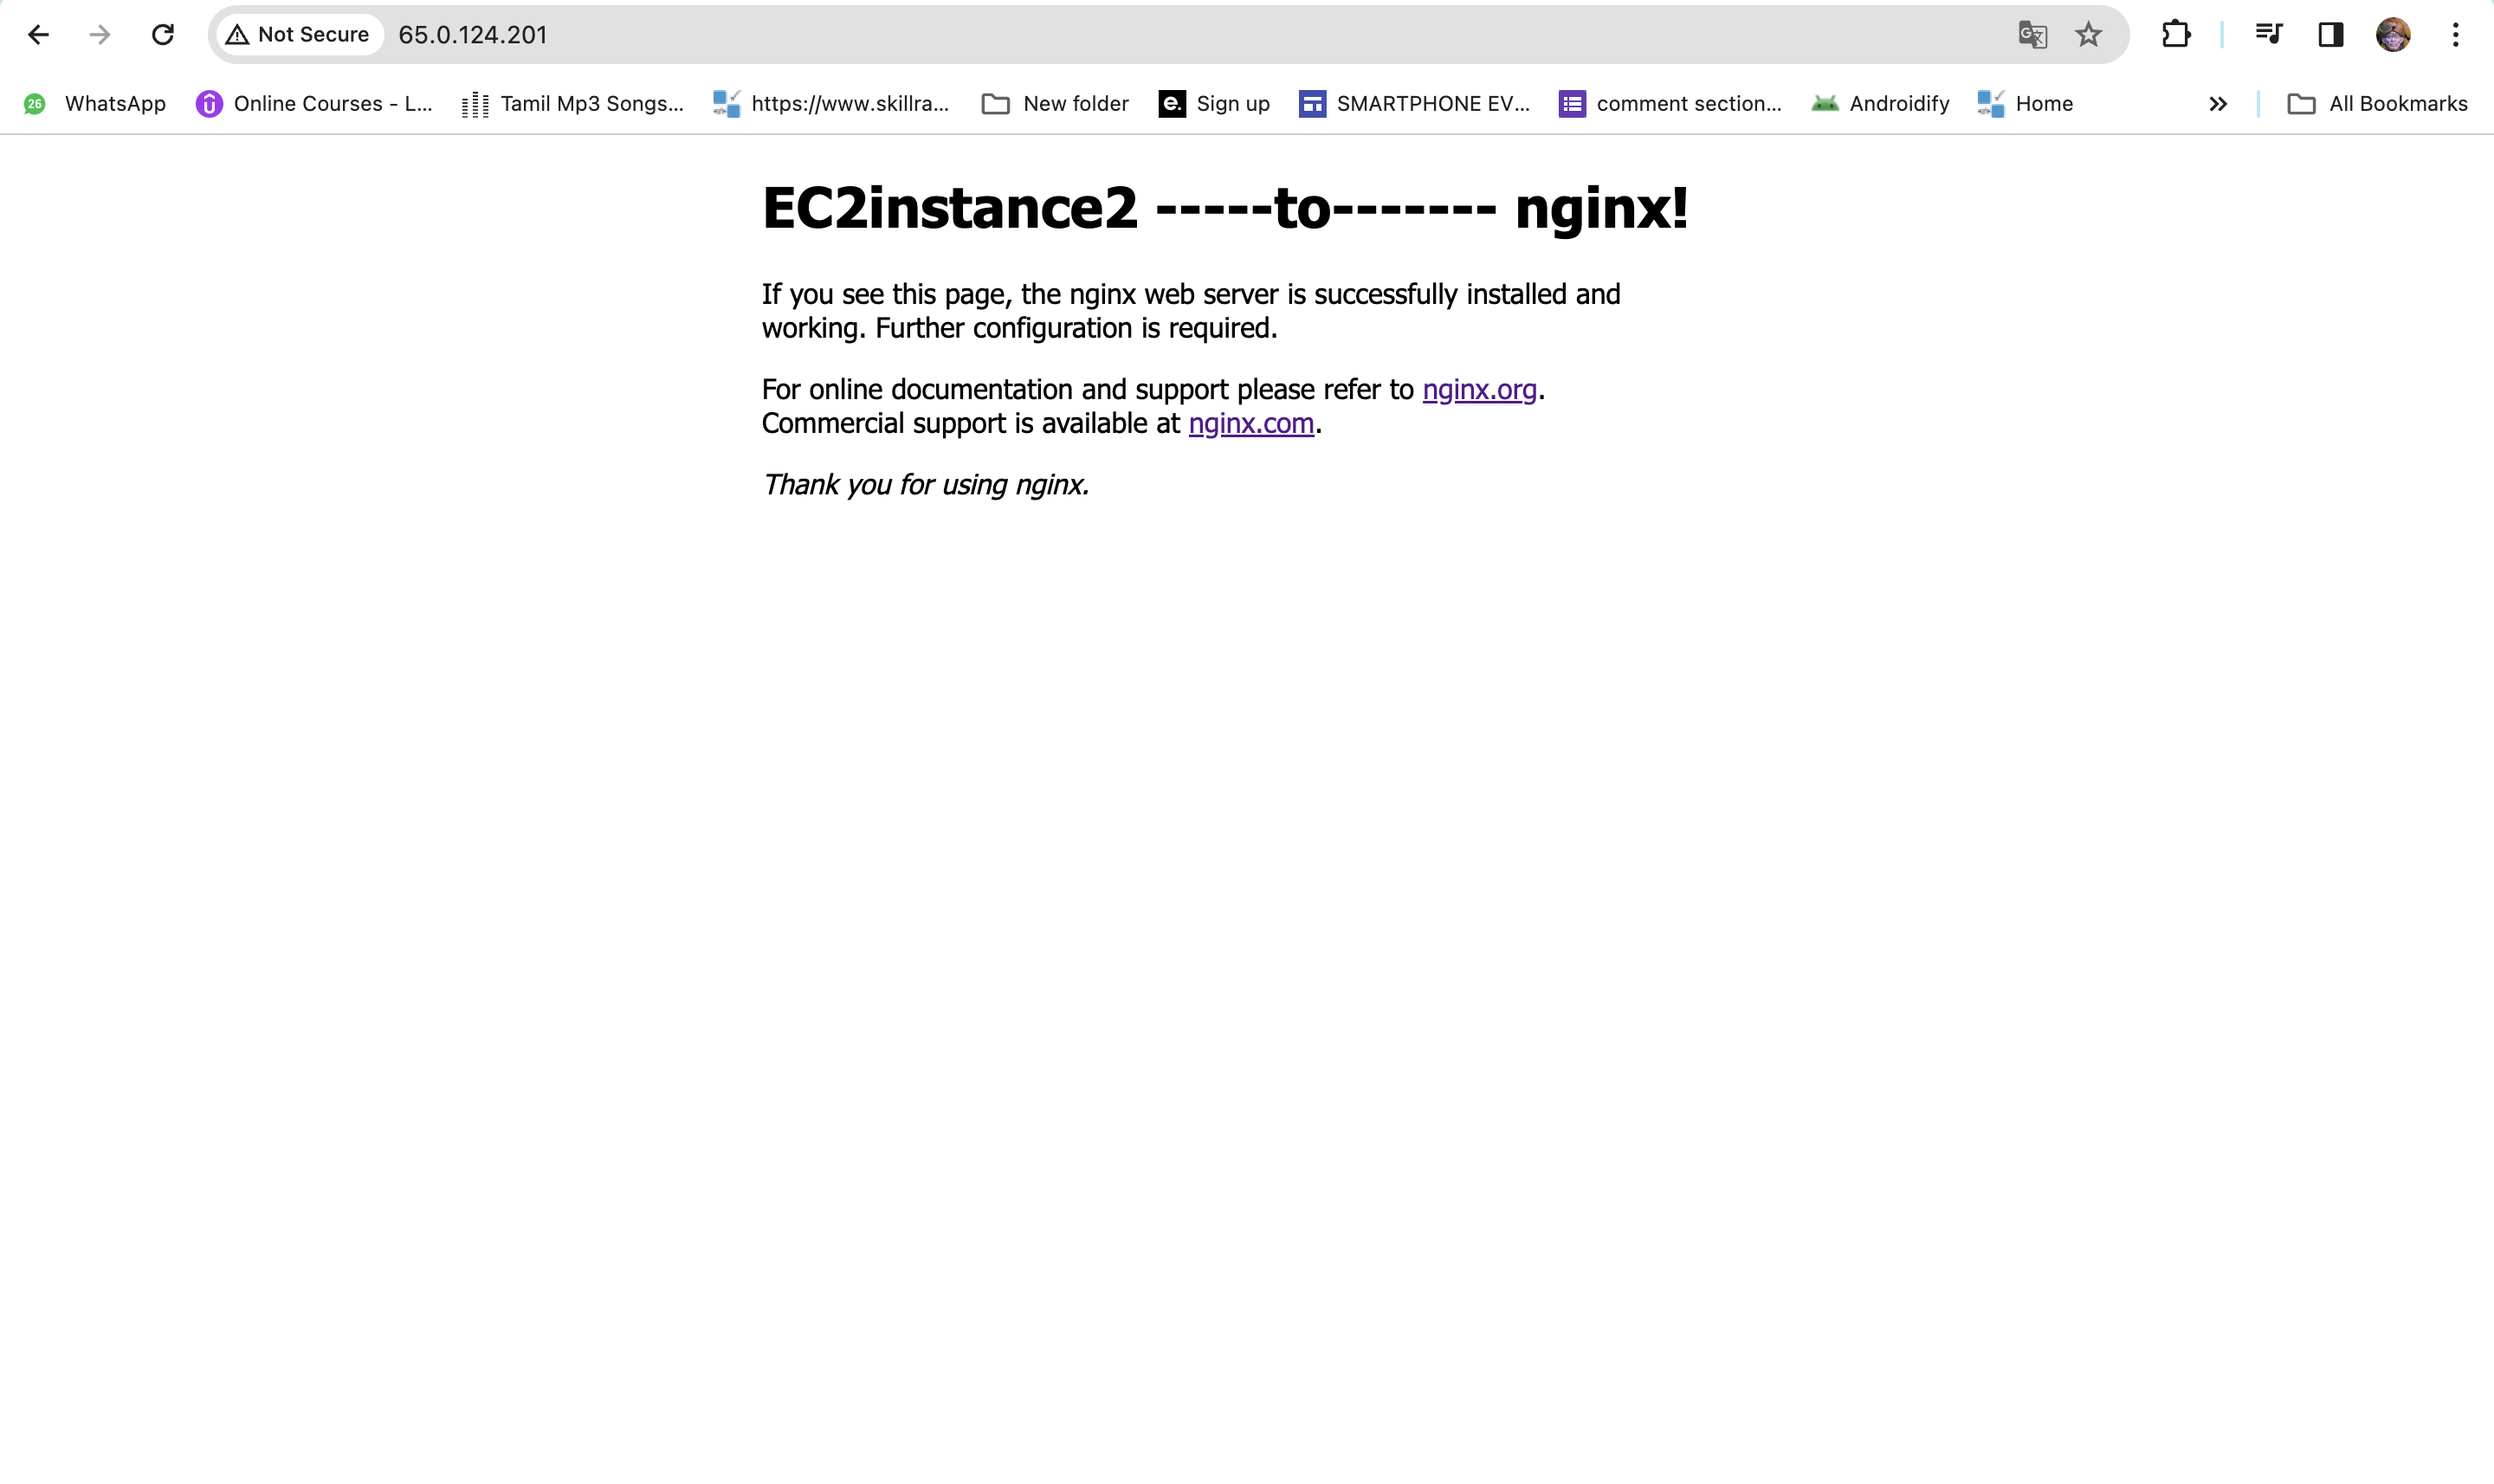 Not Secure 65.0.124.201
26 WhatsApp Online Courses - L... Tamil Mp3 Songs... https://www.skillra... New folder e. Sign up SMARTPHONE EV... comment section... Androidify Home All Bookmarks
EC2instance2 -----to------- nginx!
If you see this page, the nginx web server is successfully installed and
working. Further configuration is required.
For online documentation and support please refer to nginx.org.
Commercial support is available at nginx.com.
Thank you for using nginx.